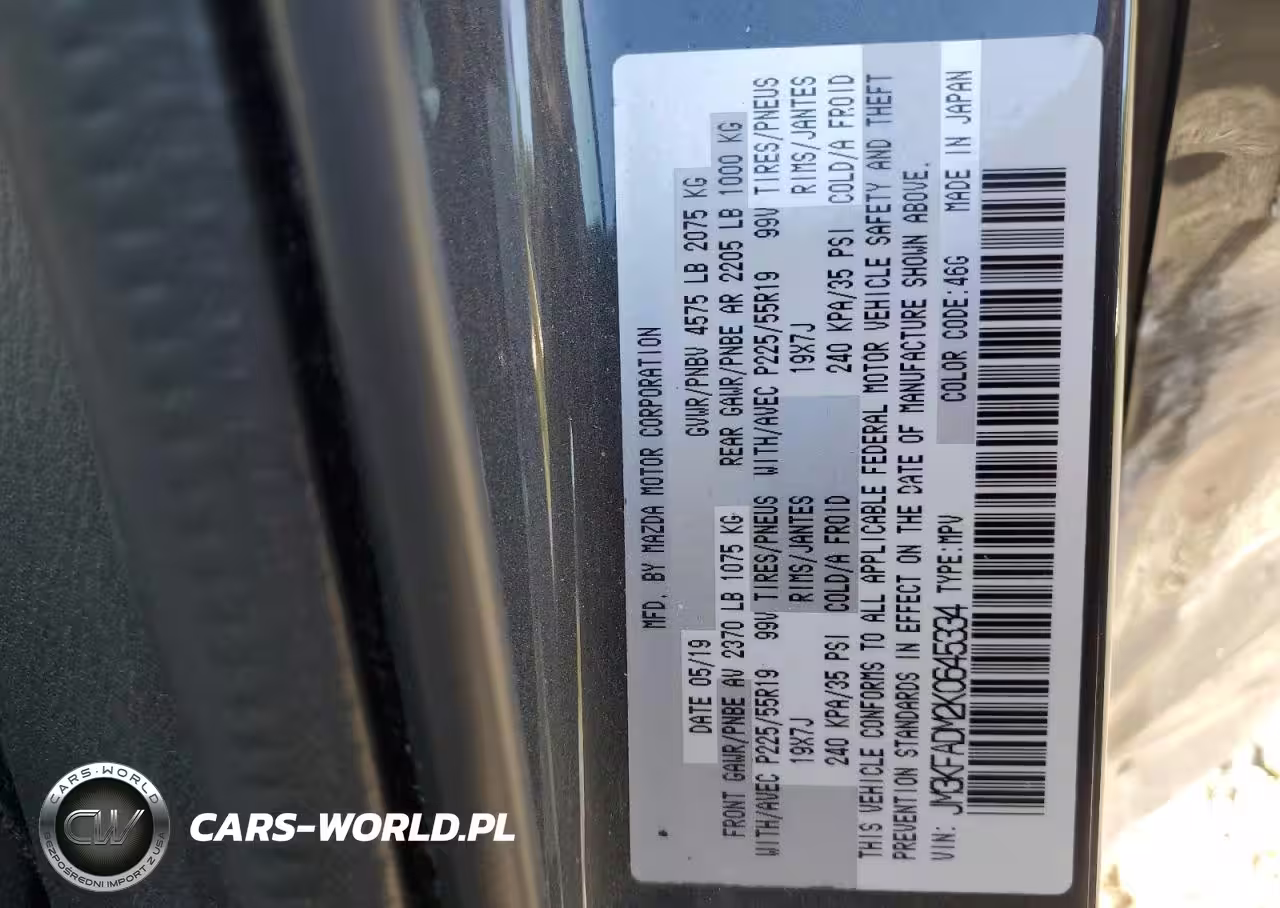 MFD. BY MAZDA MOTOR CORPORATION
DATE 05/19 GVWR/PNBV 4575 LB 2075 KG
FRONT GAWR/PNBE AV 2370 LB 1075 KG REAR GAWR/PNBE AR 2205 LB 1000 KG
WITH/AVEC P225/55R19 99V TIRES/PNEUS WITH/AVEC P225/55R19 99V TIRES/PNEUS
19X7J RIMS/JANTES 19X7J RIMS/JANTES
240 KPA/35 PSI COLD/A FROID 240 KPA/35 PSI COLD/A FROID
THIS VEHICLE CONFORMS TO ALL APPLICABLE FEDERAL MOTOR VEHICLE SAFETY AND THEFT
PREVENTION STANDARDS IN EFFECT ON THE DATE OF MANUFACTURE SHOWN ABOVE.
VIN: JM3KFADM2K0645334 TYPE:MPV COLOR CODE:46G MADE IN JAPAN
CARS-WORLD
CW
BEZPOŚREDNI IMPORT Z USA
CARS-WORLD.PL